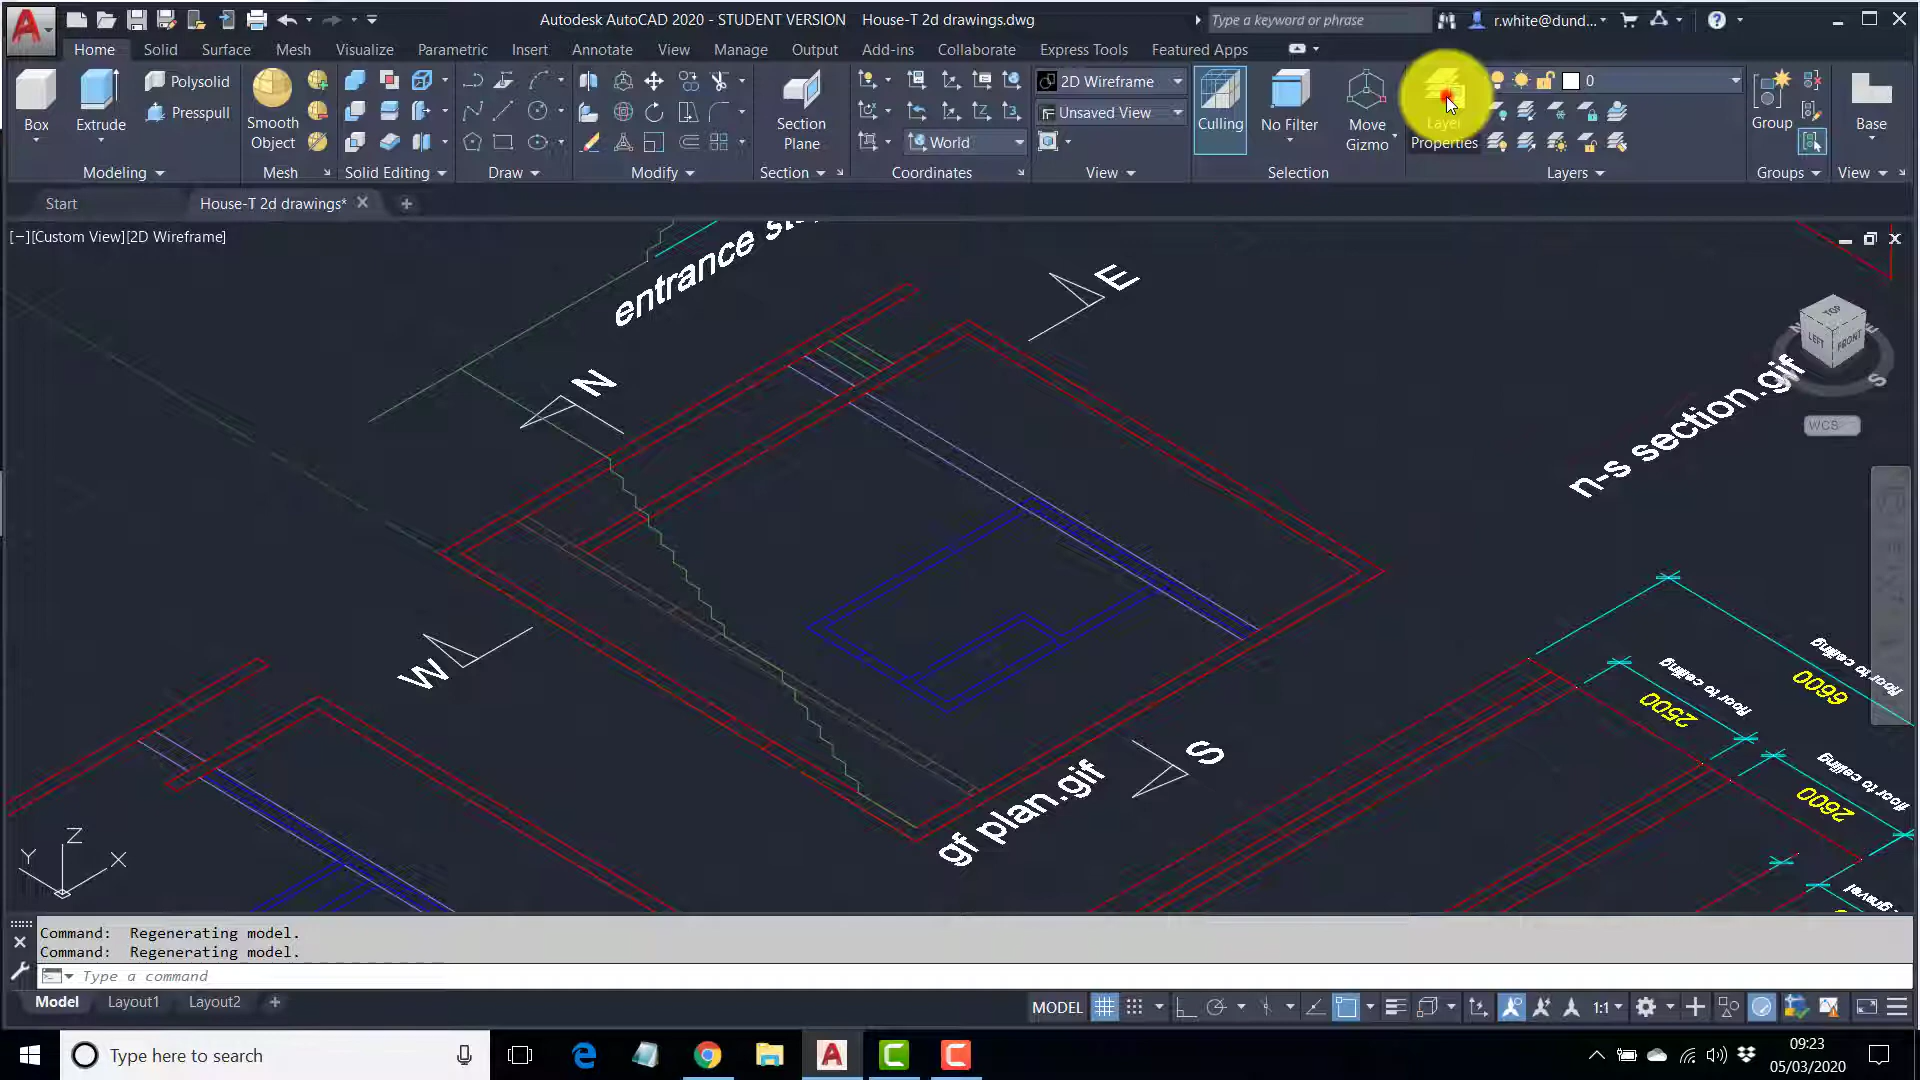 Autodesk AutoCAD 2020 - STUDENT VERSION House-T 2d drawings.dwg
Type a keyword or phrase
r.white@dund...
Home Solid Surface Mesh Visualize Parametric Insert Annotate View Manage Output Add-ins Collaborate Express Tools Featured Apps
Box
Extrude
Polysolid
Presspull
Smooth Object
Section Plane
World
2D Wireframe
Unsaved View
Culling
No Filter
Move Gizmo
Layer Properties
0
Group
Base
Modeling Mesh Solid Editing Draw Modify Section Coordinates View Selection Layers Groups View
Start House-T 2d drawings*
[−][Custom View][2D Wireframe]
E
N
W
S
gf plan.gif
n-s section.gif
TOP
LEFT
FRONT
S
WCS
floor to ceiling
6600
floor to ceiling
2500
floor to ceiling
2600
Z
Y
X
Command: Regenerating model.
Command: Regenerating model.
Type a command
Model Layout1 Layout2
MODEL
1:1
Type here to search
09:23
05/03/2020